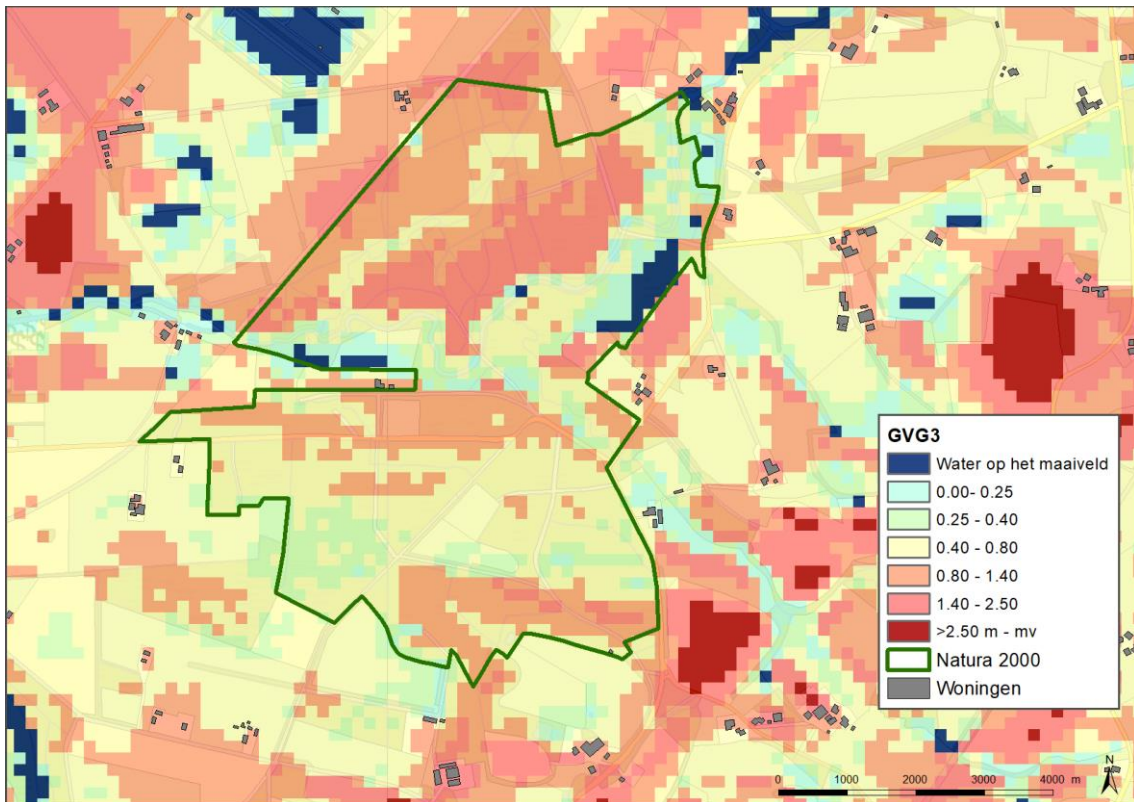 GVG3
Water op het maaiveld
0.00- 0.25
0.25 - 0.40
0.40 - 0.80
0.80 - 1.40
1.40 - 2.50
>2.50 m - mv
Natura 2000
Woningen
N
0 1000 2000 3000 4000 m